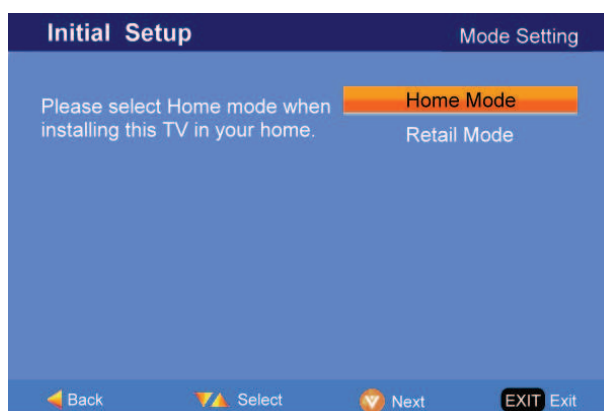 Initial Setup
Mode Setting
Please select Home mode when
installing this TV in your home.
Home Mode
Retail Mode
Back
Select
Next
EXIT Exit